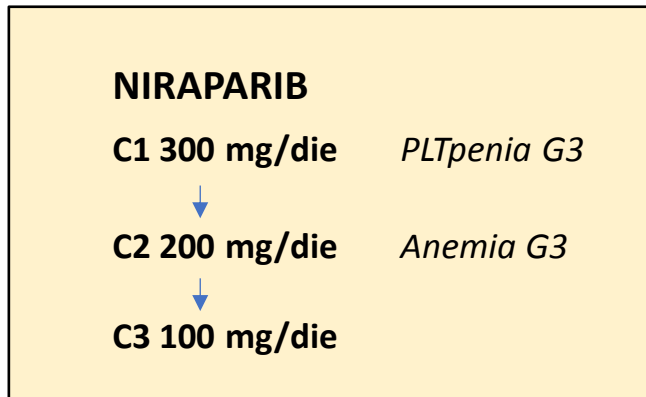 NIRAPARIB
C1 300 mg/die PLTpenia G3
C2 200 mg/die Anemia G3
C3 100 mg/die